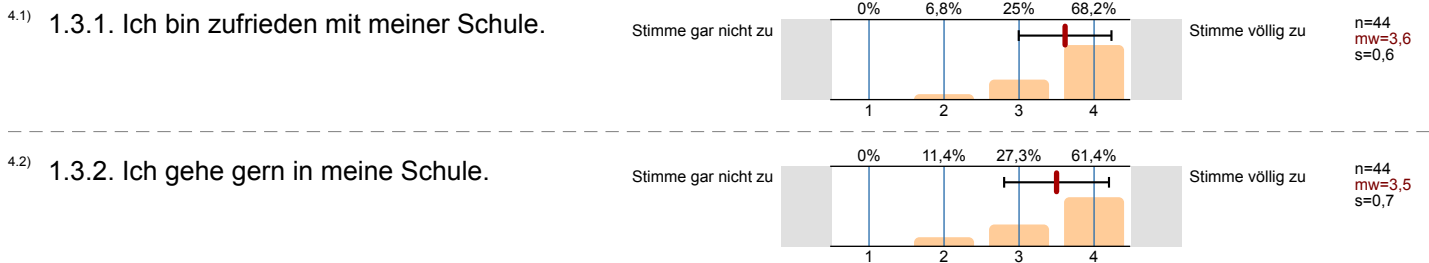 4.1) 1.3.1. Ich bin zufrieden mit meiner Schule.
Stimme gar nicht zu
0% 6,8% 25% 68,2%
1 2 3 4
Stimme völlig zu
n=44
mw=3,6
s=0,6
4.2) 1.3.2. Ich gehe gern in meine Schule.
Stimme gar nicht zu
0% 11,4% 27,3% 61,4%
1 2 3 4
Stimme völlig zu
n=44
mw=3,5
s=0,7